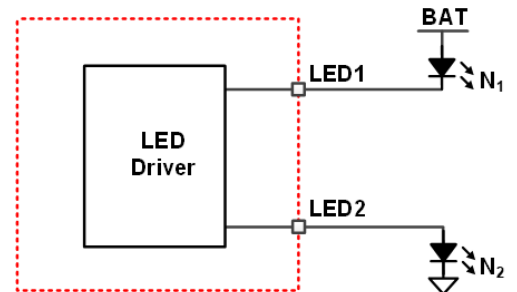 BAT
LED1
N₁
LED
Driver
LED2
N₂